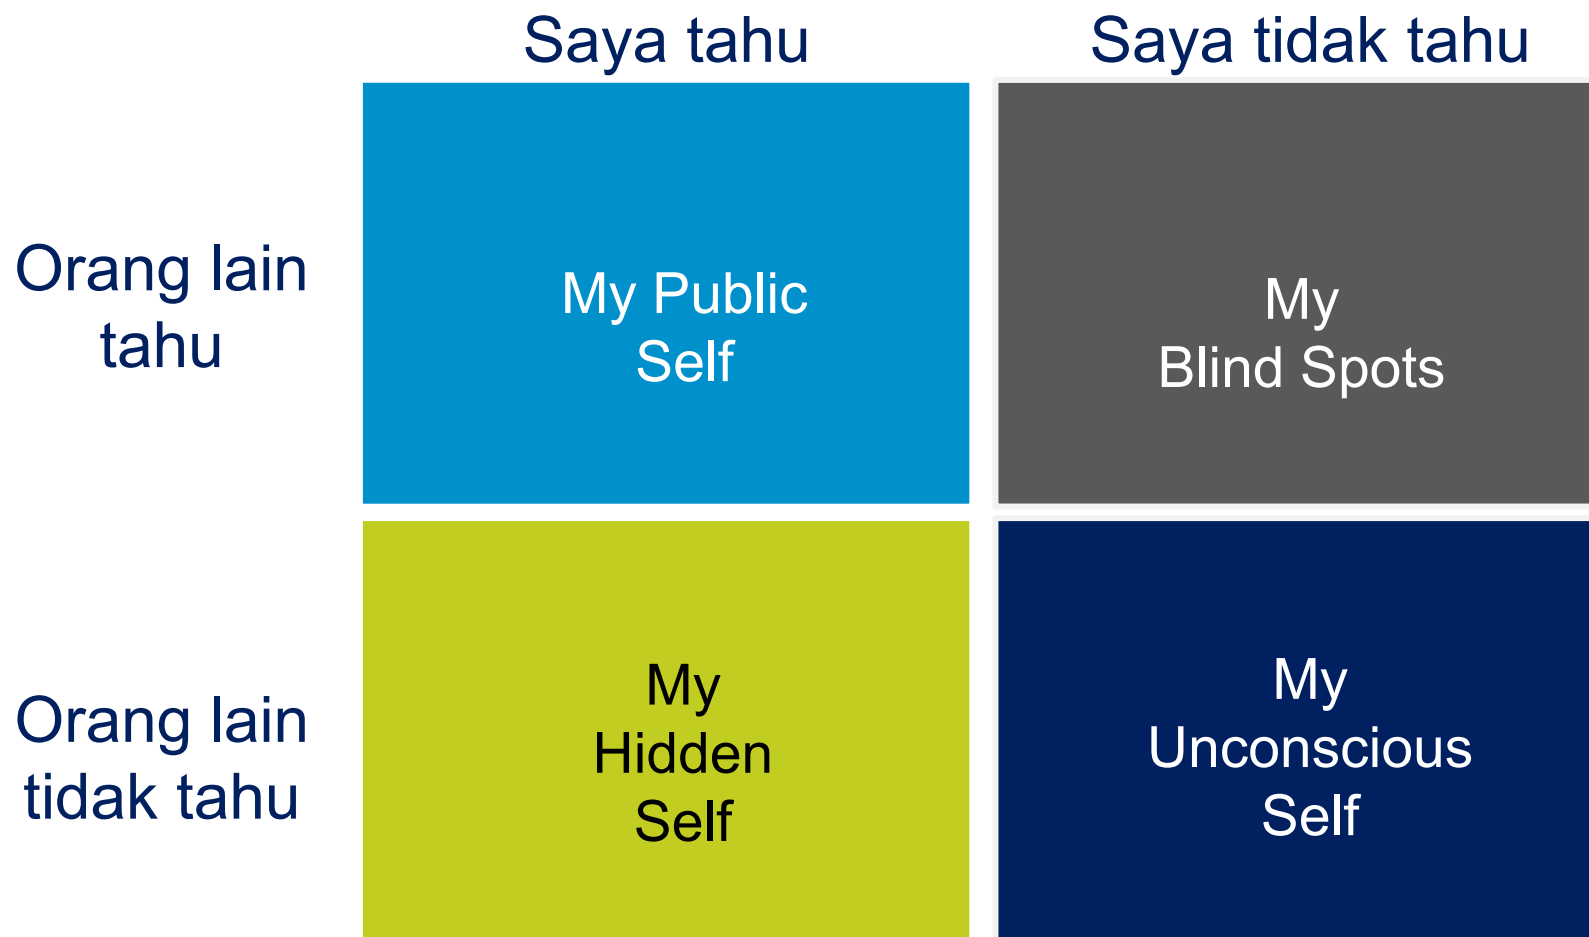 Saya tahu
Saya tidak tahu
Orang lain
tahu
My Public
Self
My
Blind Spots
Orang lain
tidak tahu
My
Hidden
Self
My
Unconscious
Self